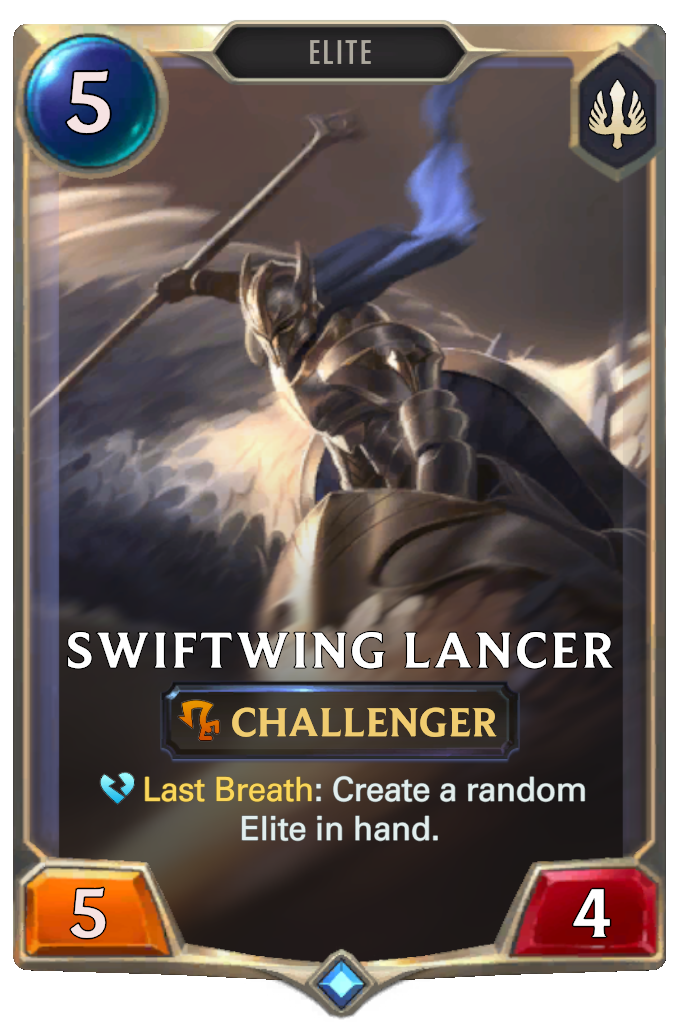 ELITE
5
SWIFTWING LANCER
CHALLENGER
Last Breath: Create a random
Elite in hand.
5
4